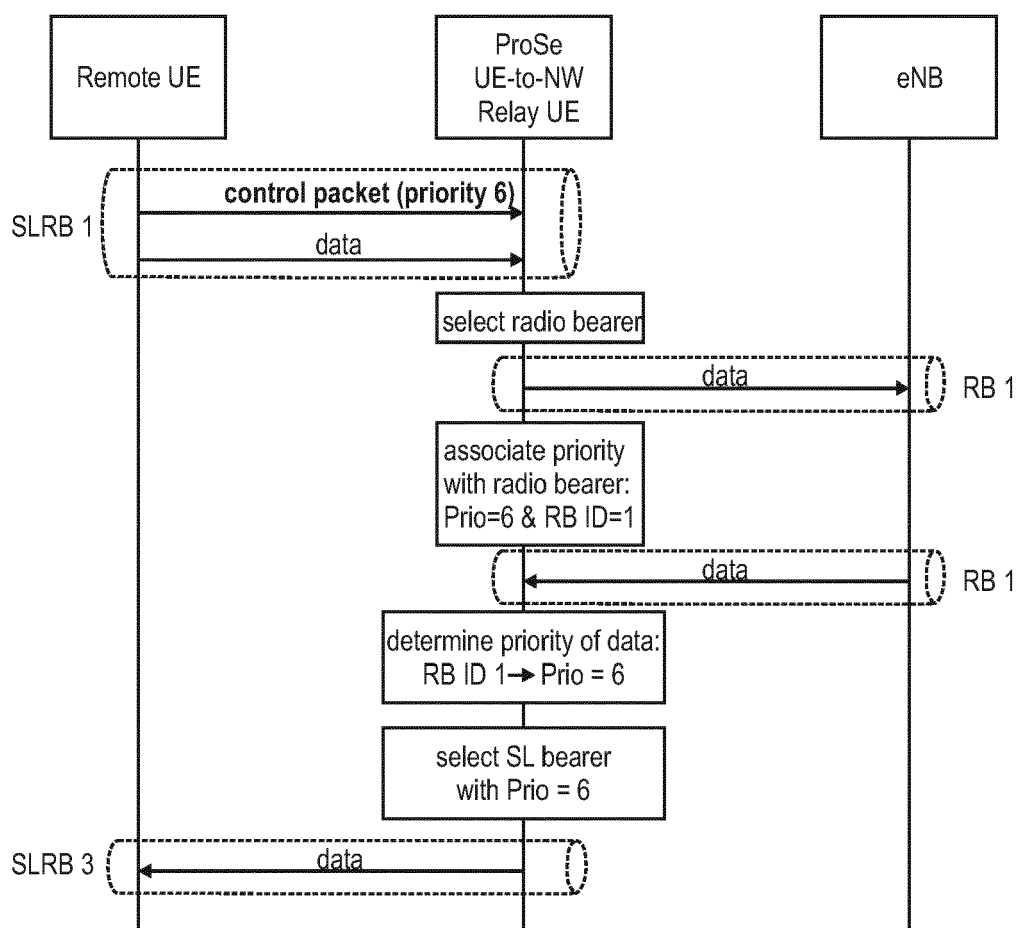 Remote UE
ProSe
UE-to-NW
Relay UE
eNB
control packet (priority 6)
SLRB 1
data
select radio bearer
data
RB 1
associate priority
with radio bearer:
Prio=6 & RB ID=1
data
RB 1
determine priority of data:
RB ID 1→ Prio = 6
select SL bearer
with Prio = 6
SLRB 3
data